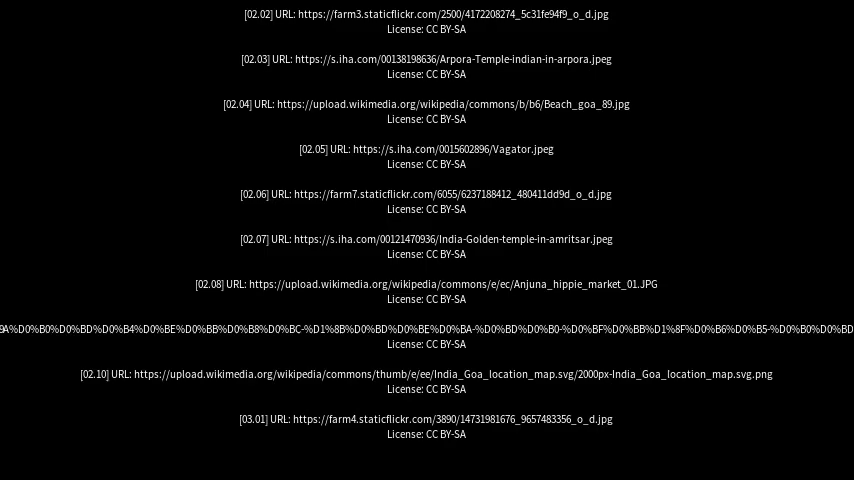 [02.02] URL: https://farm3.staticflickr.com/2500/4172208274_5c31fe94f9_o_d.jpg
License: CC BY-SA
[02.03] URL: https://s.iha.com/00138198636/Arpora-Temple-indian-in-arpora.jpeg
License: CC BY-SA
[02.04] URL: https://upload.wikimedia.org/wikipedia/commons/b/b6/Beach_goa_89.jpg
License: CC BY-SA
[02.05] URL: https://s.iha.com/0015602896/Vagator.jpeg
License: CC BY-SA
[02.06] URL: https://farm7.staticflickr.com/6055/6237188412_480411dd9d_o_d.jpg
License: CC BY-SA
[02.07] URL: https://s.iha.com/00121470936/India-Golden-temple-in-amritsar.jpeg
License: CC BY-SA
[02.08] URL: https://upload.wikimedia.org/wikipedia/commons/e/ec/Anjuna_hippie_market_01.JPG
License: CC BY-SA
9A%D0%B0%D0%BD%D0%B4%D0%BE%D0%BB%D0%B8%D0%BC-%D1%8B%D0%BD%D0%BE%D0%BA-%D0%BD%D0%B0-%D0%BF%D0%BB%D1%8F%D0%B6%D0%B5-%D0%B0%D0%BD
License: CC BY-SA
[02.10] URL: https://upload.wikimedia.org/wikipedia/commons/thumb/e/ee/India_Goa_location_map.svg/2000px-India_Goa_location_map.svg.png
License: CC BY-SA
[03.01] URL: https://farm4.staticflickr.com/3890/14731981676_9657483356_o_d.jpg
License: CC BY-SA